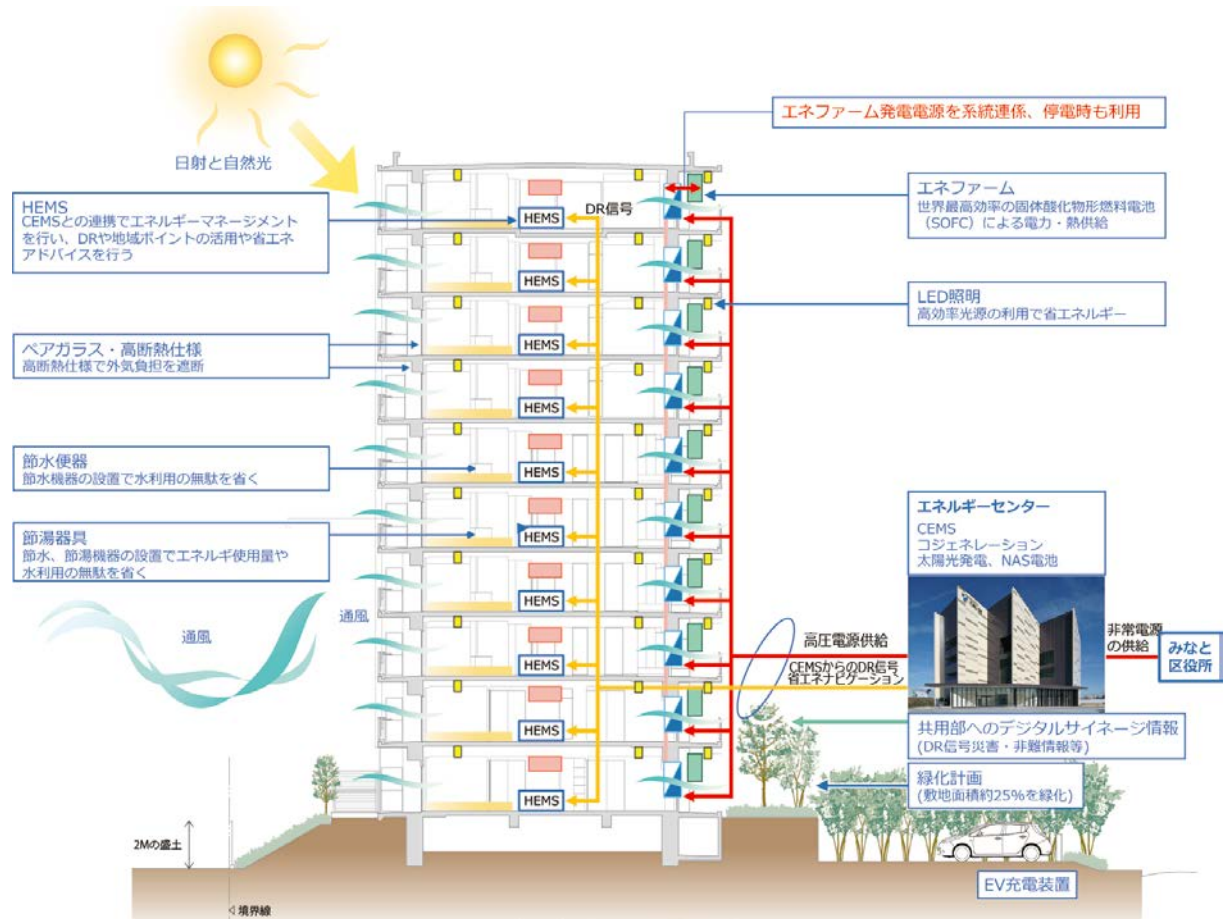 日射と自然光
エネファーム発電電源を系統連係、停電時も利用
HEMS
CEMSとの連携でエネルギーマネージメント
を行い、DRや地域ポイントの活用や省エネ
アドバイスを行う
エネファーム
世界最高効率の固体酸化物形燃料電池
（SOFC）による電力・熱供給
DR信号
HEMS
HEMS
LED照明
高効率光源の利用で省エネルギー
ペアガラス・高断熱仕様
高断熱仕様で外気負担を遮断
HEMS
HEMS
節水便器
節水機器の設置で水利用の無駄を省く
HEMS
節湯器具
節水、節湯機器の設置でエネルギ使用量や
水利用の無駄を省く
HEMS
エネルギーセンター
CEMS
コジェネレーション
太陽光発電、NAS電池
HEMS
通風
通風
高圧電源供給
CEMSからのDR信号
省エネナビゲーション
非常電源
の供給
みなと
区役所
HEMS
HEMS
共用部へのデジタルサイネージ情報
(DR信号災害・非難情報等)
緑化計画
(敷地面積約25%を緑化)
HEMS
2Mの盛土
EV充電装置
境界線